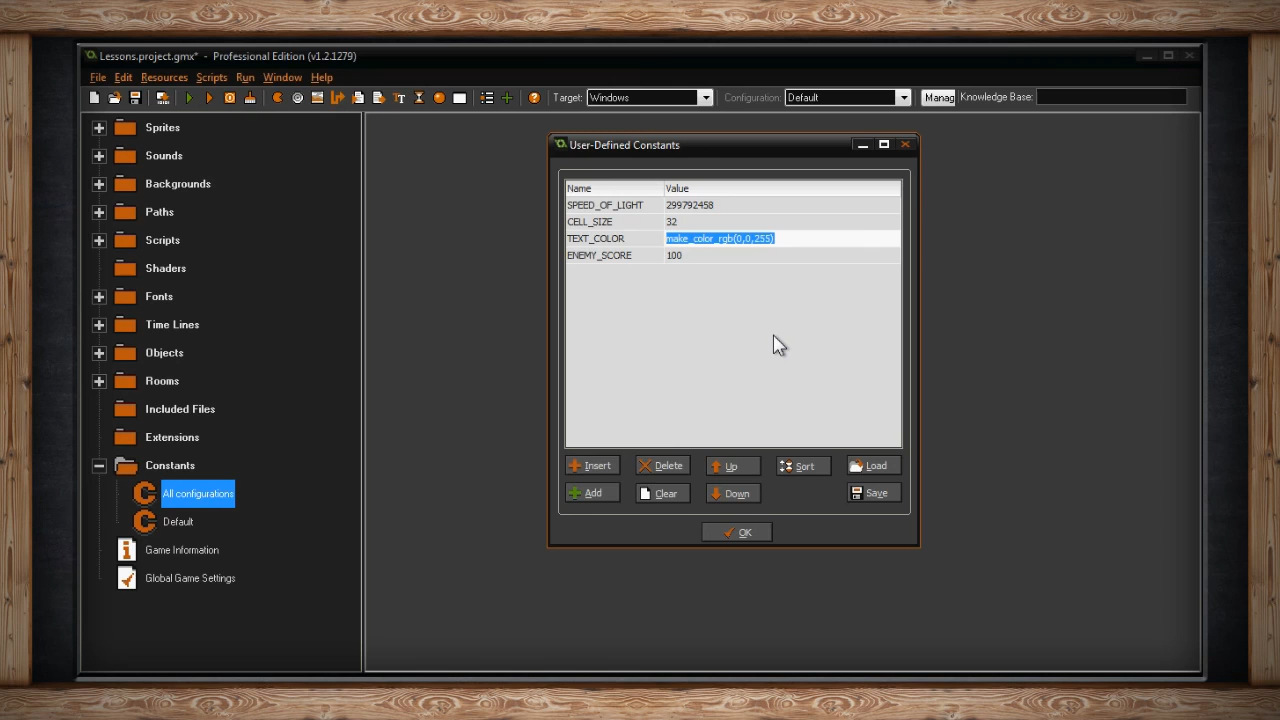 Lessons.project.gmx* - Professional Edition (v1.2.1279)
File Edit Resources Scripts Run Window Help
Target: Windows Configuration: Default Manag Knowledge Base:
Sprites
Sounds
Backgrounds
Paths
Scripts
Shaders
Fonts
Time Lines
Objects
Rooms
Included Files
Extensions
Constants
All configurations
Default
Game Information
Global Game Settings
User-Defined Constants
Name Value
SPEED_OF_LIGHT 299792458
CELL_SIZE 32
TEXT_COLOR make_color_rgb(0,0,255)
ENEMY_SCORE 100
Insert Delete Up Sort Load
Add Clear Down Save
OK